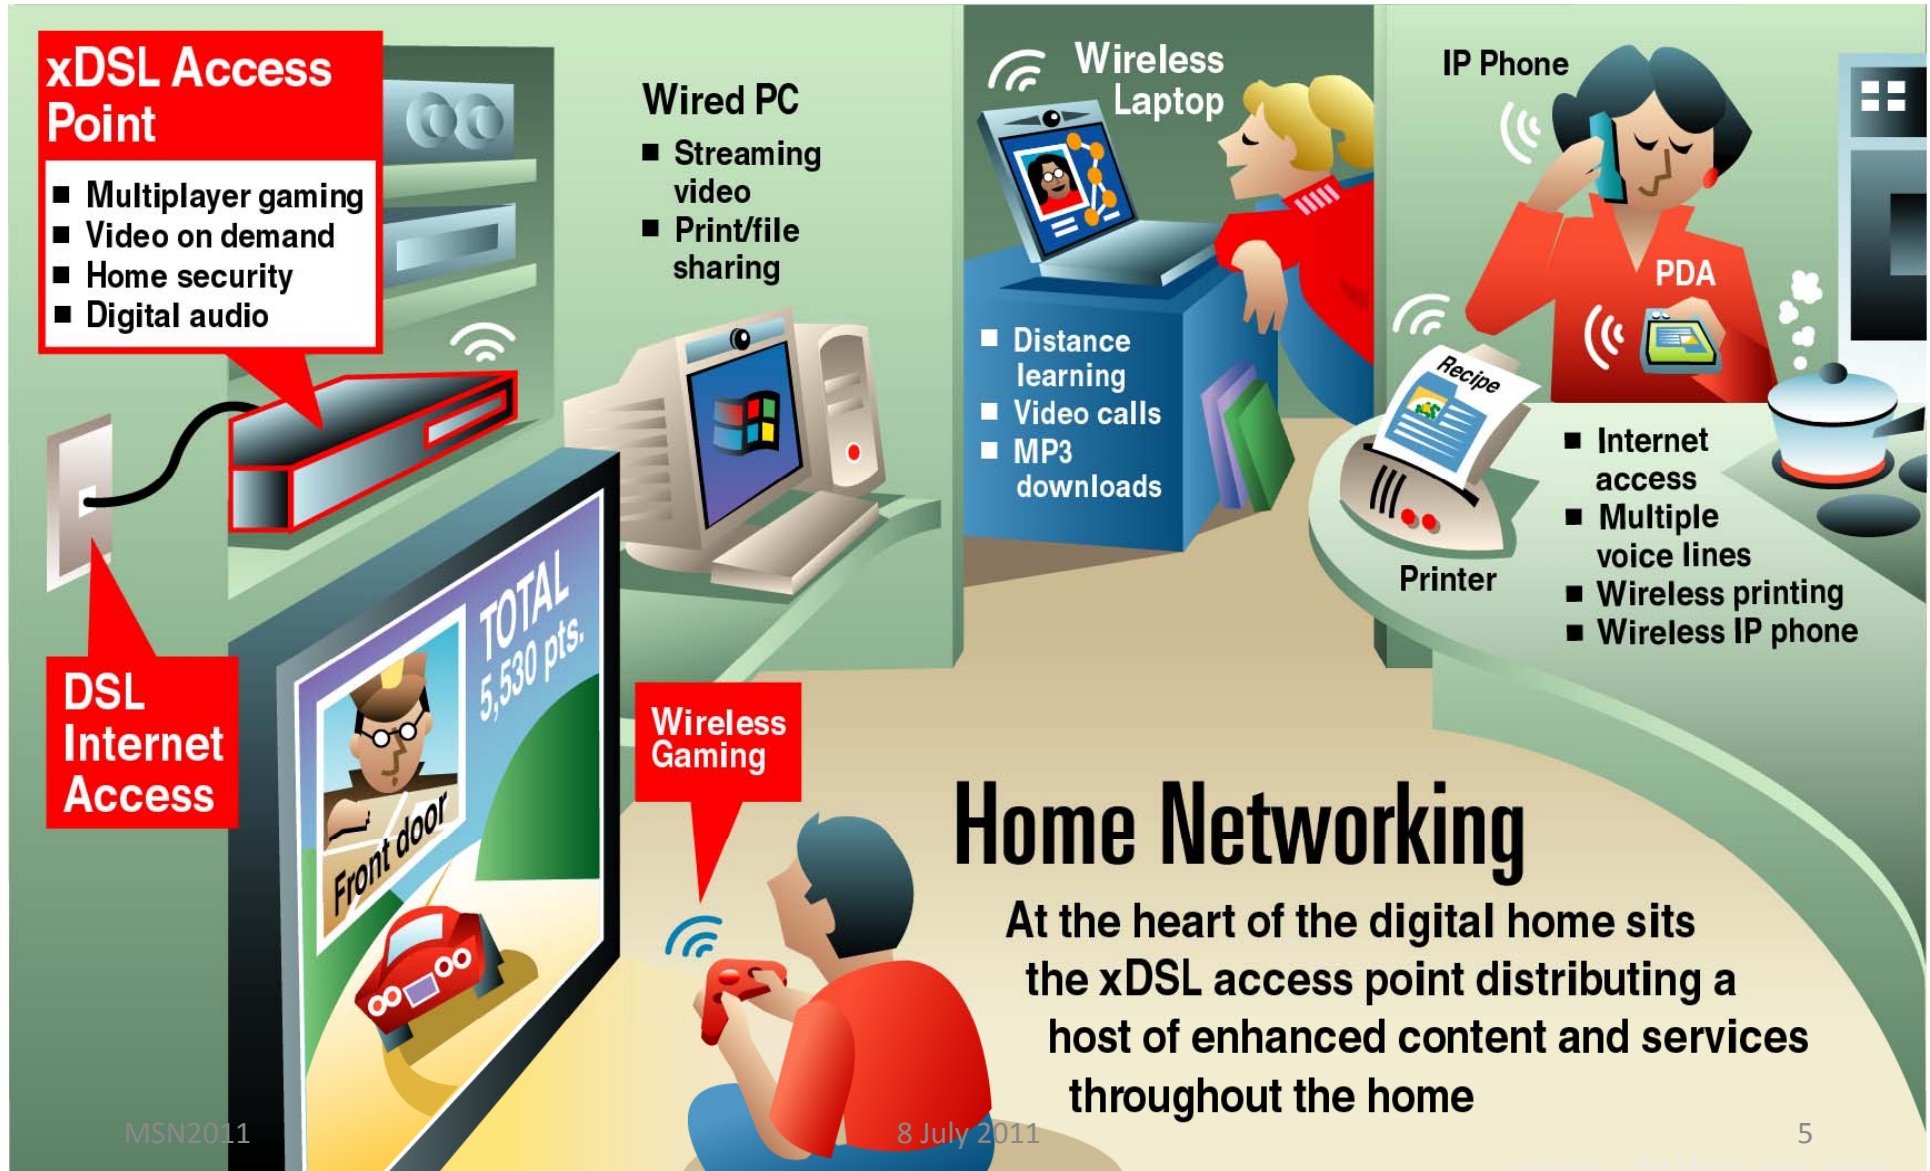 xDSL Access
Point
■ Multiplayer gaming
■ Video on demand
■ Home security
■ Digital audio
Wired PC
■ Streaming
video
■ Print/file
sharing
Wireless
Laptop
■ Distance
learning
■ Video calls
■ MP3
downloads
IP Phone
PDA
Recipe
Printer
■ Internet
access
■ Multiple
voice lines
■ Wireless printing
■ Wireless IP phone
DSL
Internet
Access
TOTAL
5,530 pts.
Front door
Wireless
Gaming
Home Networking
At the heart of the digital home sits
the xDSL access point distributing a
host of enhanced content and services
throughout the home
MSN2011
8 July 2011
5